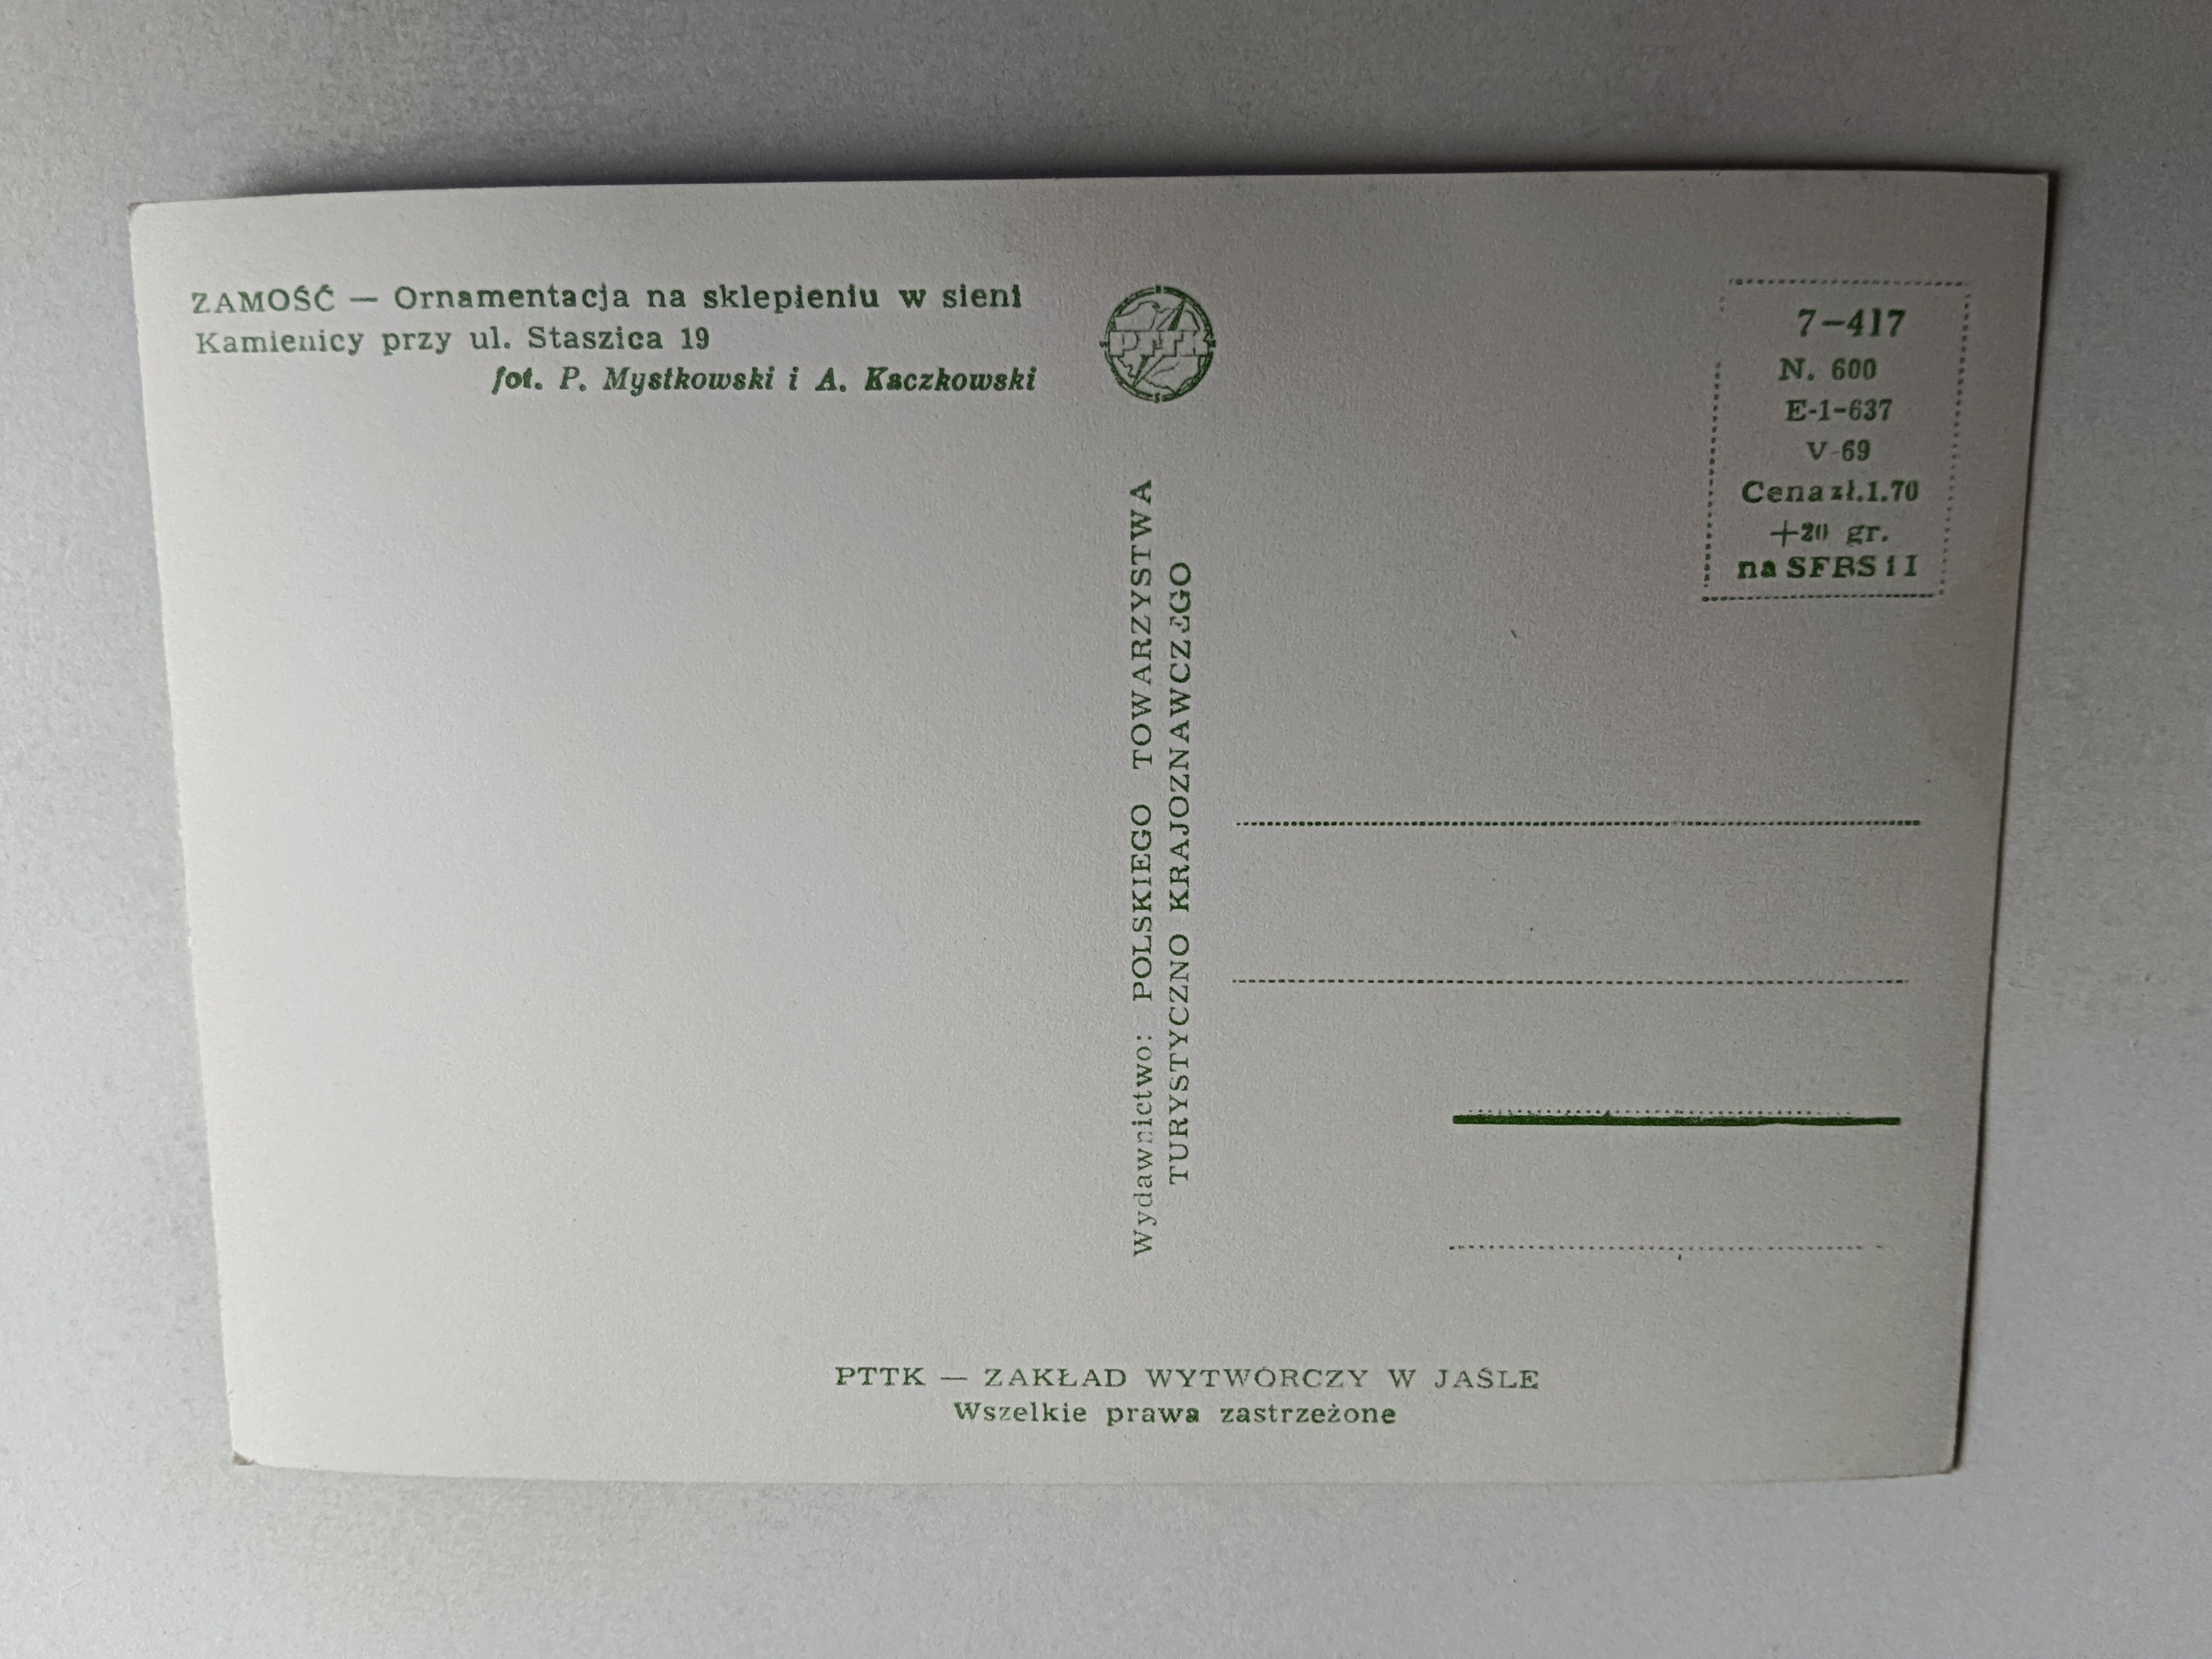 ZAMOŚĆ — Ornamentacja na sklepieniu w sieni
Kamienicy przy ul. Staszica 19
fot. P. Mystkowski i A. Kaczkowski
PTTK
7-417
N. 600
E-1-637
V-69
Cena zł. 1.70
+20 gr.
na SFBS i I
Wydawnictwo: POLSKIEGO TOWARZYSTWA
TURYSTYCZNO KRAJOZNAWCZEGO
PTTK — ZAKŁAD WYTWÓRCZY W JAŚLE
Wszelkie prawa zastrzeżone